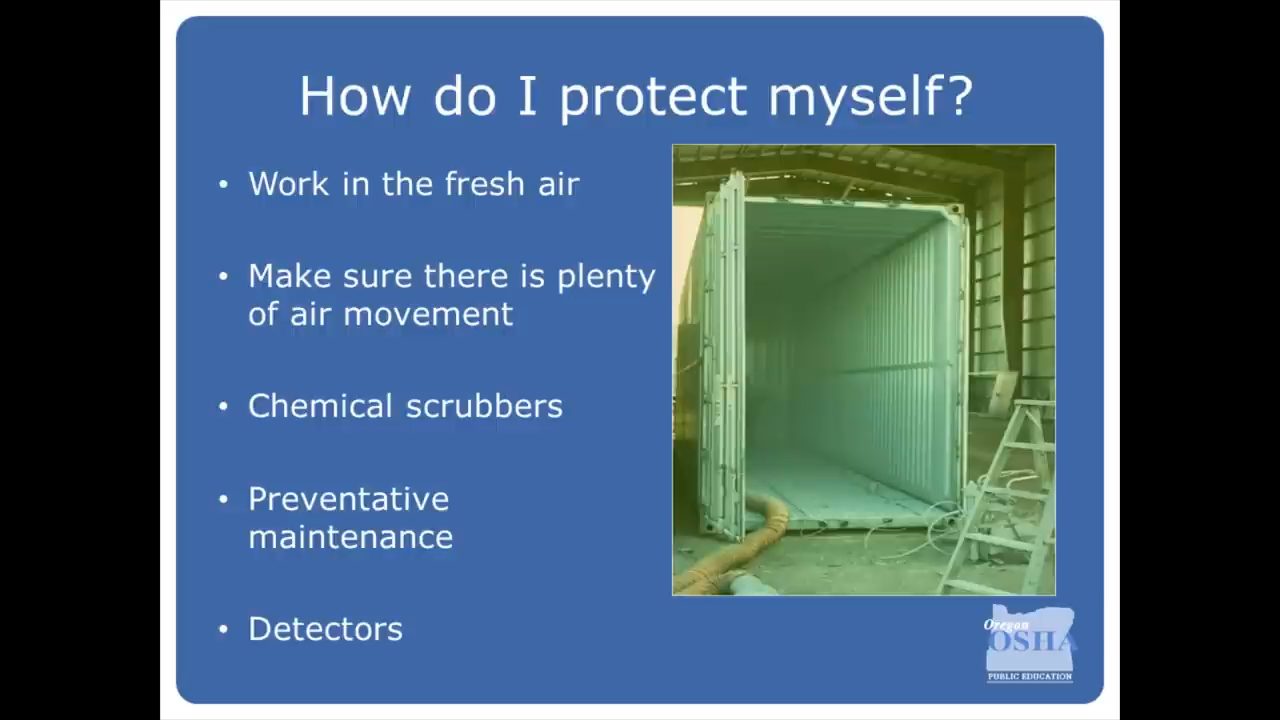 How do I protect myself?
• Work in the fresh air
• Make sure there is plenty
of air movement
• Chemical scrubbers
• Preventative
maintenance
• Detectors
Oregon
OSHA
PUBLIC EDUCATION